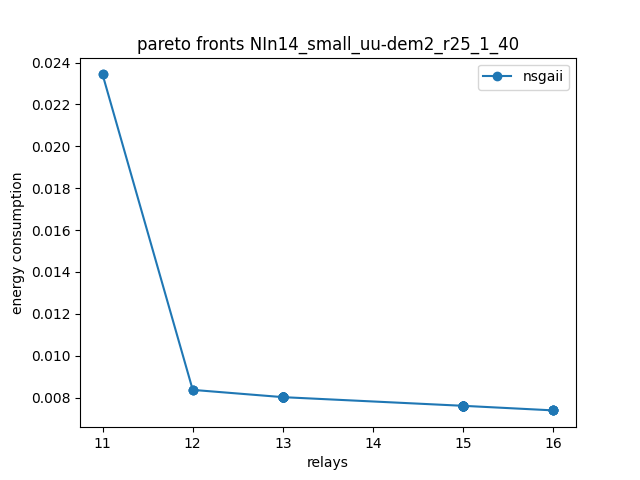 pareto fronts NIn14_small_uu-dem2_r25_1_40
nsgaii
energy consumption
0.024
0.022
0.020
0.018
0.016
0.014
0.012
0.010
0.008
11 12 13 14 15 16
relays